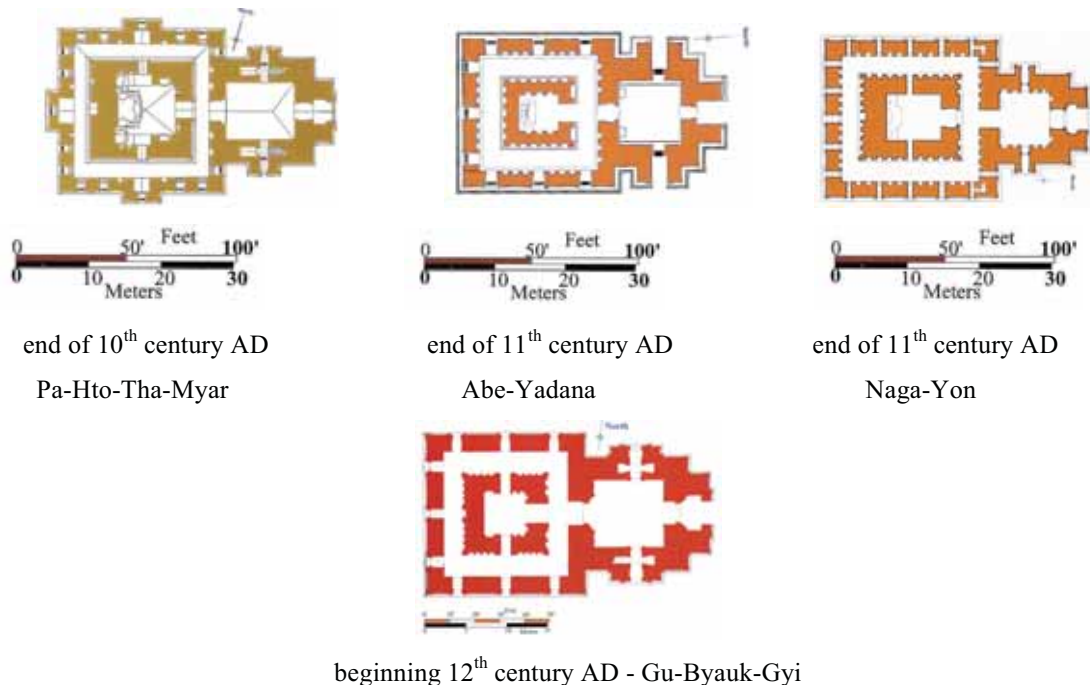 Feet
0 50' 100'
0 10 20 30
Meters
end of 10th century AD
Pa-Hto-Tha-Myar
Feet
0 50' 100'
0 10 20 30
Meters
end of 11th century AD
Abe-Yadana
Feet
0 50' 100'
0 10 20 30
Meters
end of 11th century AD
Naga-Yon
North
beginning 12th century AD - Gu-Byauk-Gyi